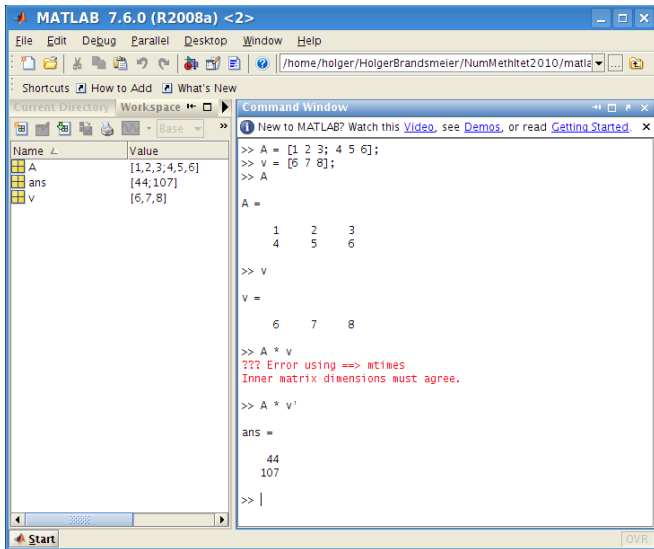 MATLAB 7.6.0 (R2008a) <2>
File Edit Debug Parallel Desktop Window Help
/home/holger/HolgerBrandsmeier/NumMethItet2010/matla
Shortcuts How to Add What's New
Current Directory Workspace
Base
Name Value
A [1,2,3;4,5,6]
ans [44;107]
v [6,7,8]
Start
Command Window
New to MATLAB? Watch this Video, see Demos, or read Getting Started.
>> A = [1 2 3; 4 5 6];
>> v = [6 7 8];
>> A
A =
1 2 3
4 5 6
>> v
v =
6 7 8
>> A * v
??? Error using ==> mtimes
Inner matrix dimensions must agree.
>> A * v'
ans =
44
107
>>
OVR